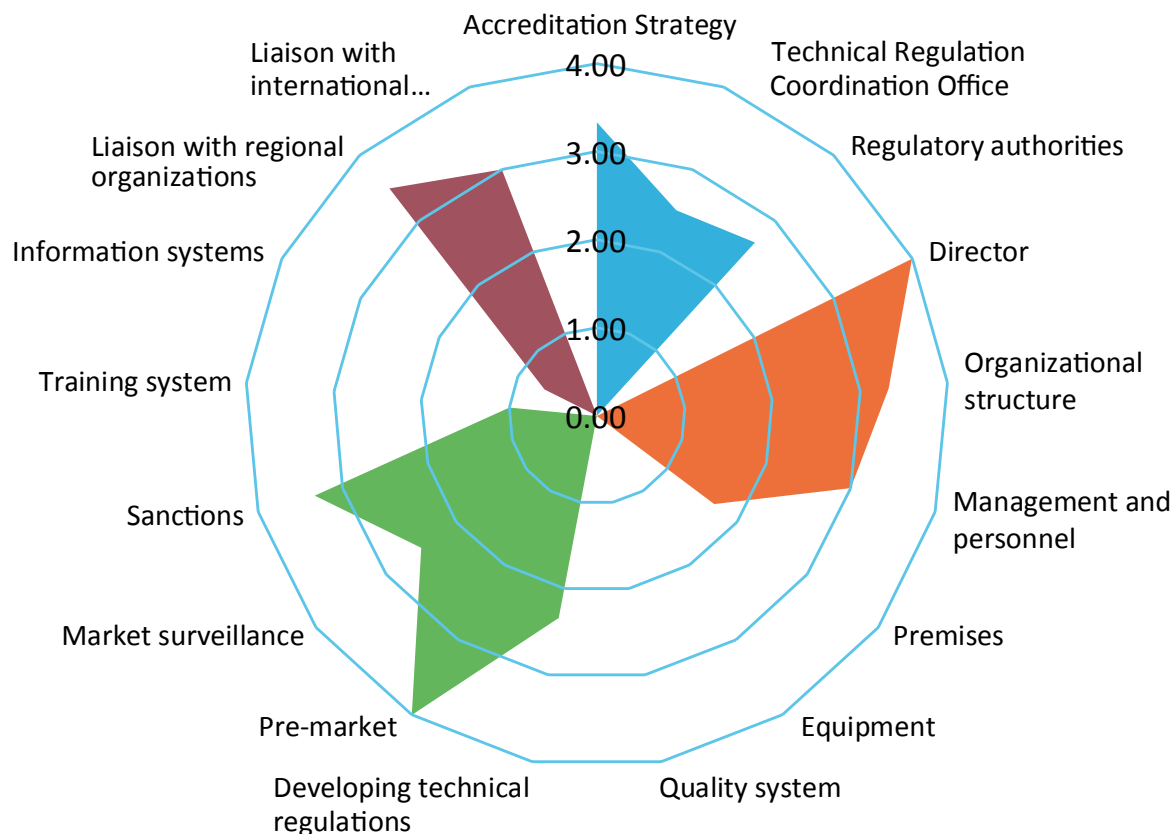 Accreditation Strategy
Technical Regulation
Coordination Office
Regulatory authorities
Director
Organizational
structure
Management and
personnel
Premises
Equipment
Quality system
Developing technical
regulations
Pre-market
Market surveillance
Sanctions
Training system
Information systems
Liaison with regional
organizations
Liaison with
international...
4.00
3.00
2.00
1.00
0.00